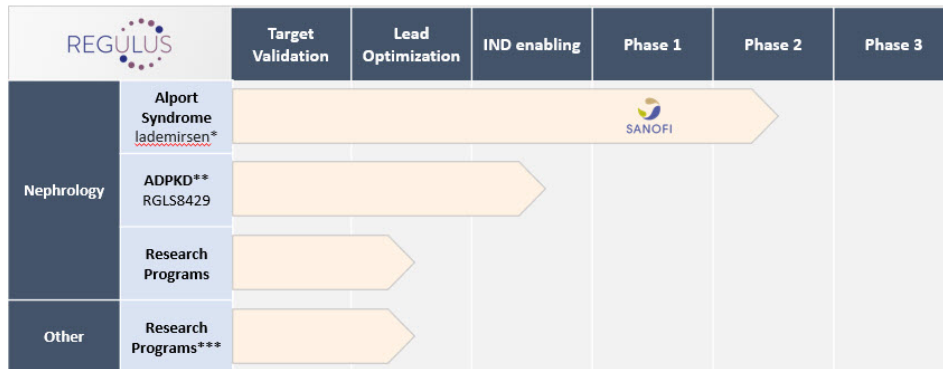 REGULUS
Target
Validation
Lead
Optimization
IND enabling
Phase 1
Phase 2
Phase 3
Nephrology
Alport
Syndrome
lademirsen*
SANOFI
ADPKD**
RGLS8429
Research
Programs
Other
Research
Programs***